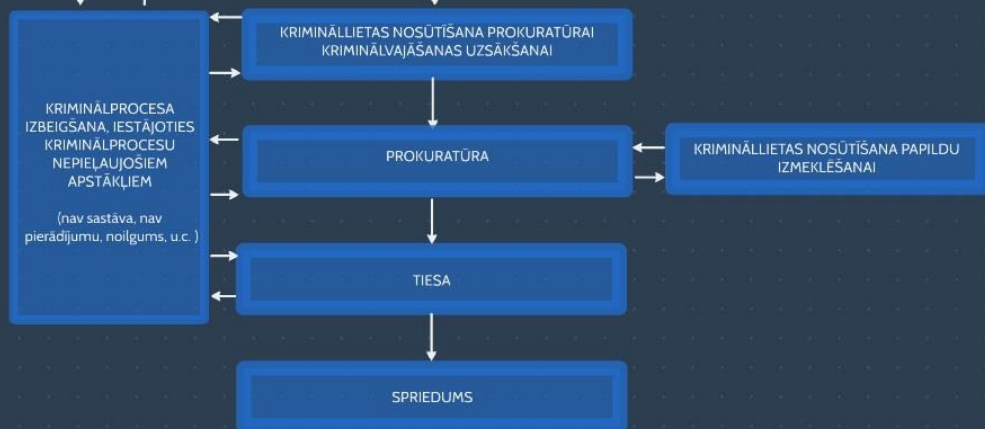 KRIMINĀLLIETAS NOSŪTĪŠANA PROKURATŪRAI
KRIMINĀLVAJĀŠANAS UZSĀKŠANAI
KRIMINĀLPROCESA
IZBEIGŠANA, IESTĀJOTIES
KRIMINĀLPROCESU
NEPIEĻAUJOŠIEM
APSTĀKĻIEM
(nav sastāva, nav
pierādījumu, noilgums, u.c. )
PROKURATŪRA
KRIMINĀLLIETAS NOSŪTĪŠANA PAPILDU
IZMEKLĒŠANAI
TIESA
SPRIEDUMS